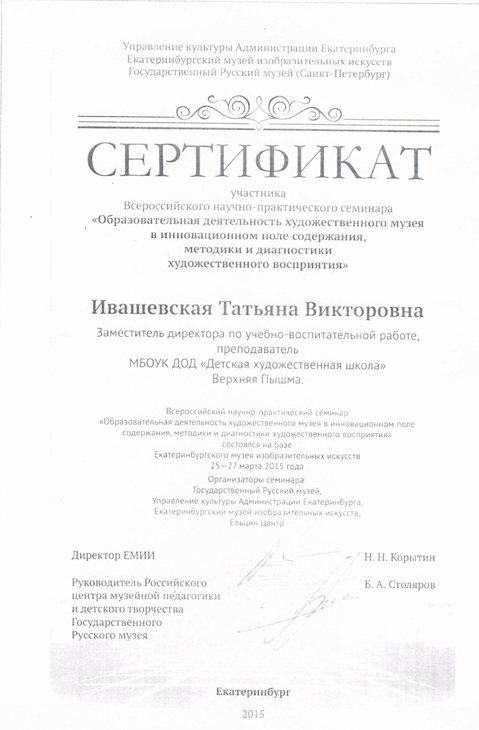 Управление культуры Администрации Екатеринбурга
Екатеринбургский музей изобразительных искусств
Государственный Русский музей (Санкт-Петербург)
СЕРТИФИКАТ
участника
Всероссийского научно-практического семинара
«Образовательная деятельность художественного музея
в инновационном поле содержания,
методики и диагностики
художественного восприятия»
Ивашевская Татьяна Викторовна
Заместитель директора по учебно-воспитательной работе,
преподаватель
МБОУК ДОД «Детская художественная школа»
Верхняя Пышма.
Всероссийский научно-практический семинар
«Образовательная деятельность художественного музея в инновационном поле
содержания, методики и диагностики художественного восприятия»
состоялся на базе
Екатеринбургского музея изобразительных искусств
25—27 марта 2015 года
Организаторы семинара:
Государственный Русский музей,
Управление культуры Администрации Екатеринбурга,
Екатеринбургский музей изобразительных искусств,
Ельцин Центр
Директор ЕМИИ
Н. Н. Корытин
Руководитель Российского
центра музейной педагогики
и детского творчества
Государственного
Русского музея
Б. А. Столяров
Екатеринбург
2015